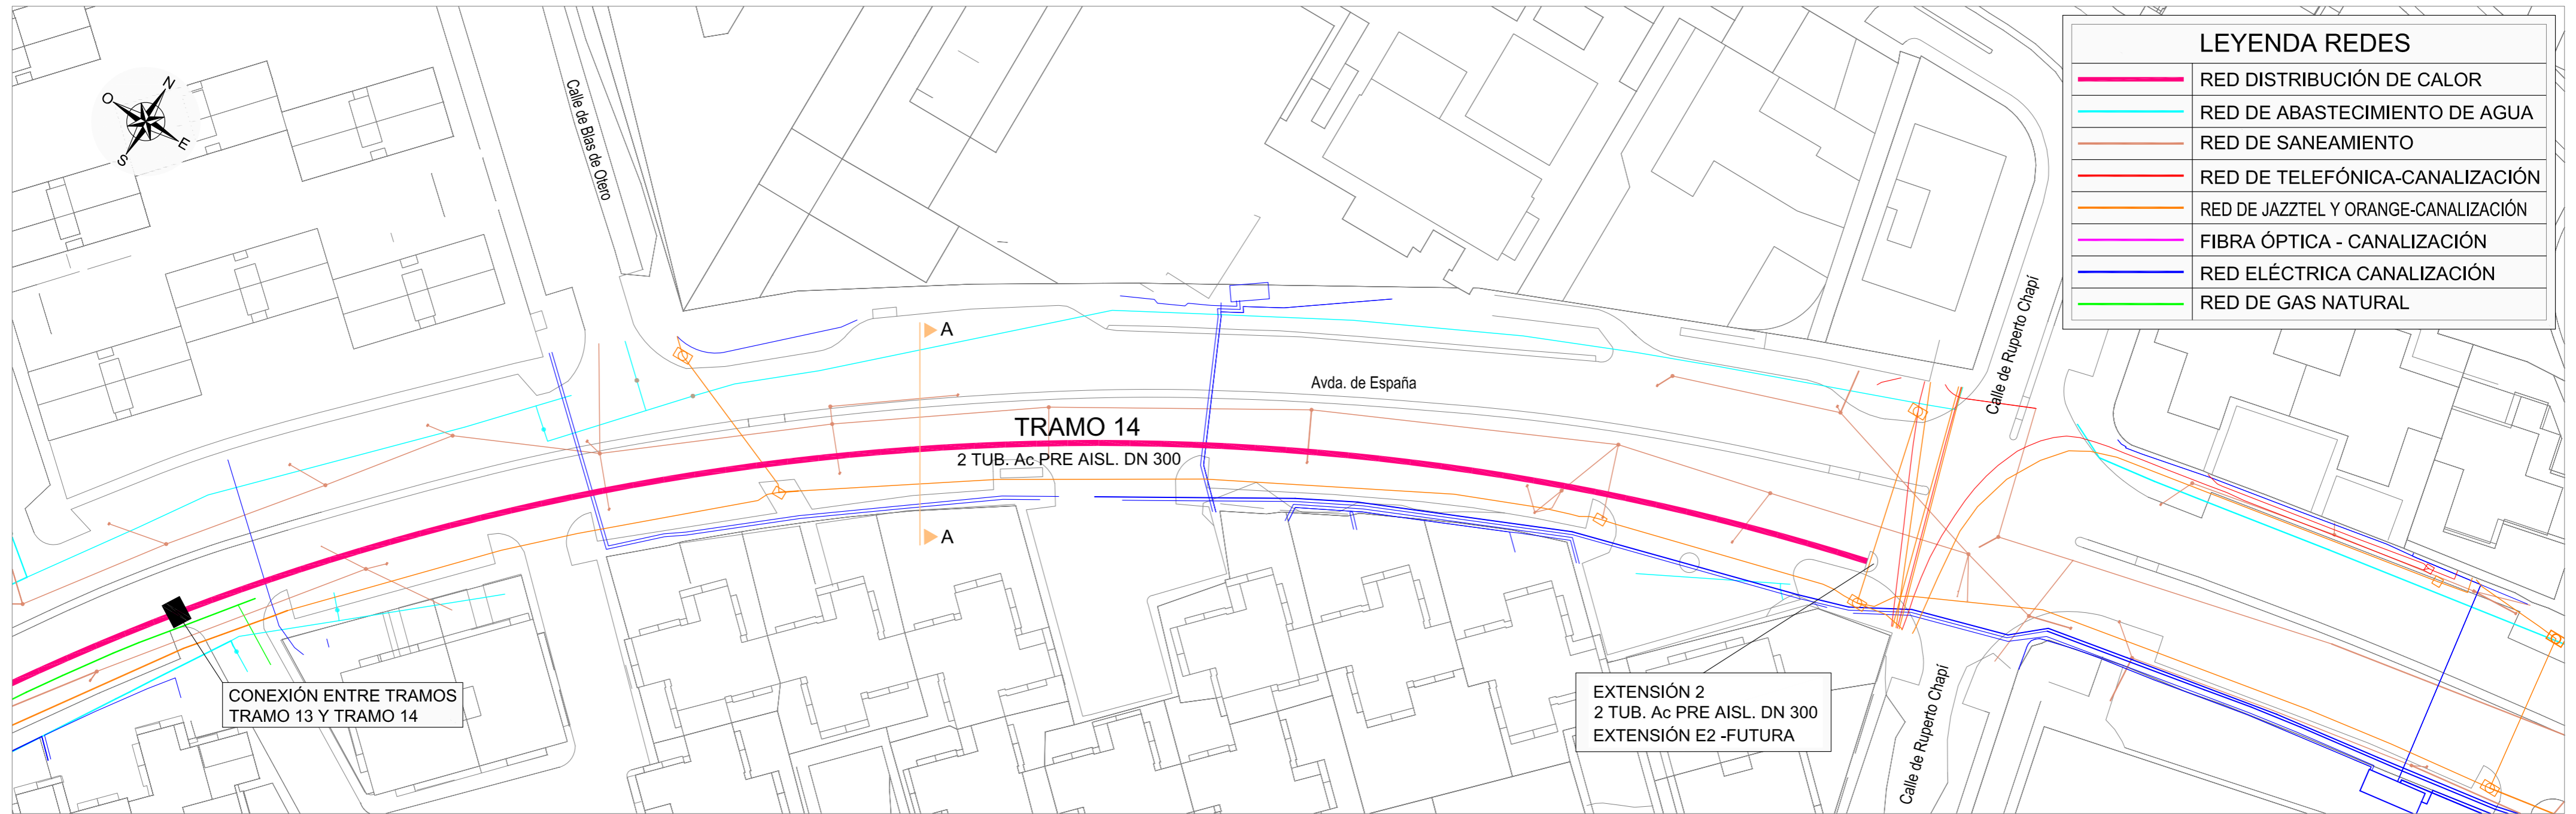 LEYENDA REDES
RED DISTRIBUCIÓN DE CALOR
RED DE ABASTECIMIENTO DE AGUA
RED DE SANEAMIENTO
RED DE TELEFÓNICA-CANALIZACIÓN
RED DE JAZZTEL Y ORANGE-CANALIZACIÓN
FIBRA ÓPTICA - CANALIZACIÓN
RED ELÉCTRICA CANALIZACIÓN
RED DE GAS NATURAL
N
O
E
S
Calle de Blas de Otero
A
Avda. de España
Calle de Ruperto Chapí
TRAMO 14
2 TUB. Ac PRE AISL. DN 300
A
CONEXIÓN ENTRE TRAMOS
TRAMO 13 Y TRAMO 14
EXTENSIÓN 2
2 TUB. Ac PRE AISL. DN 300
EXTENSIÓN E2 -FUTURA
Calle de Ruperto Chapí